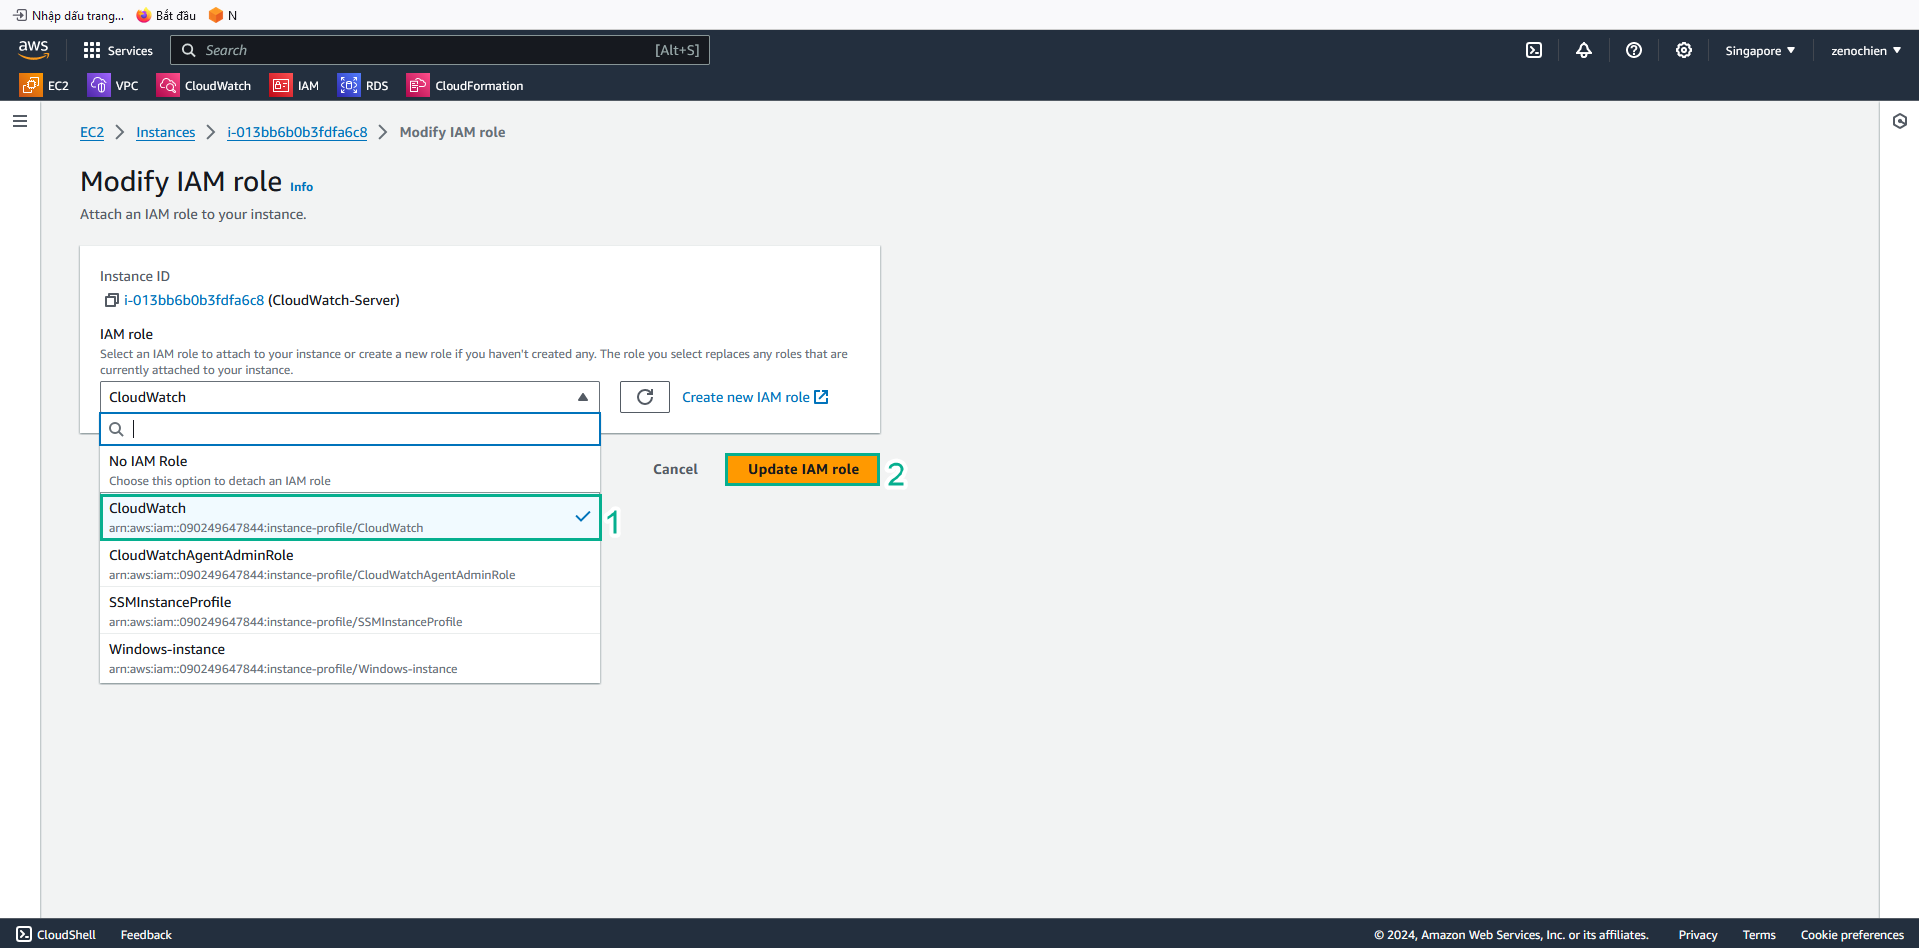 Nhập dấu trang... Bắt đầu N
aws Services Search [Alt+S] Singapore zenochien
EC2 VPC CloudWatch IAM RDS CloudFormation
EC2 Instances i-013bb6b0b3fdfa6c8 Modify IAM role
Modify IAM role Info
Attach an IAM role to your instance.
Instance ID
i-013bb6b0b3fdfa6c8 (CloudWatch-Server)
IAM role
Select an IAM role to attach to your instance or create a new role if you haven't created any. The role you select replaces any roles that are
currently attached to your instance.
CloudWatch Create new IAM role
No IAM Role
Choose this option to detach an IAM role
Cancel Update IAM role 2
CloudWatch
arn:aws:iam::090249647844:instance-profile/CloudWatch
1
CloudWatchAgentAdminRole
arn:aws:iam::090249647844:instance-profile/CloudWatchAgentAdminRole
SSMInstanceProfile
arn:aws:iam::090249647844:instance-profile/SSMInstanceProfile
Windows-instance
arn:aws:iam::090249647844:instance-profile/Windows-instance
CloudShell Feedback © 2024, Amazon Web Services, Inc. or its affiliates. Privacy Terms Cookie preferences